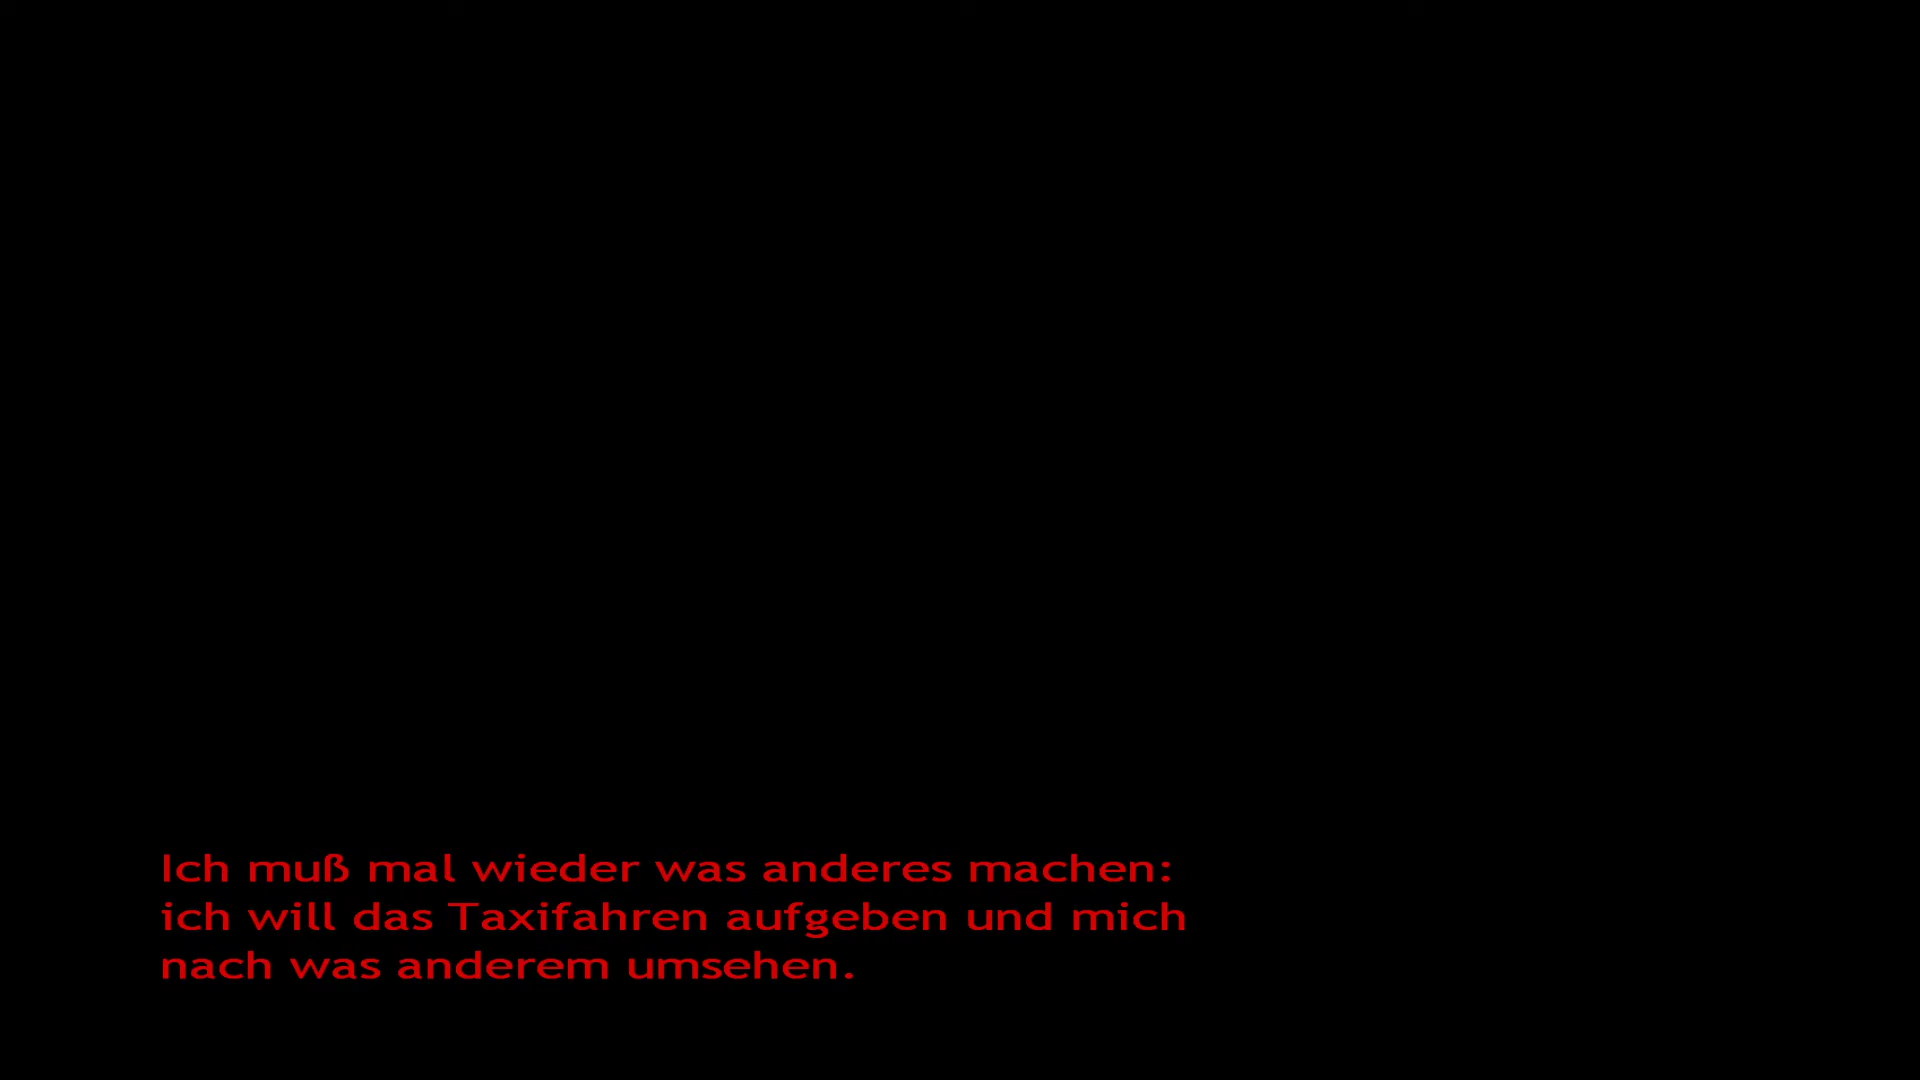 Ich muß mal wieder was anderes machen:
ich will das Taxifahren aufgeben und mich
nach was anderem umsehen.